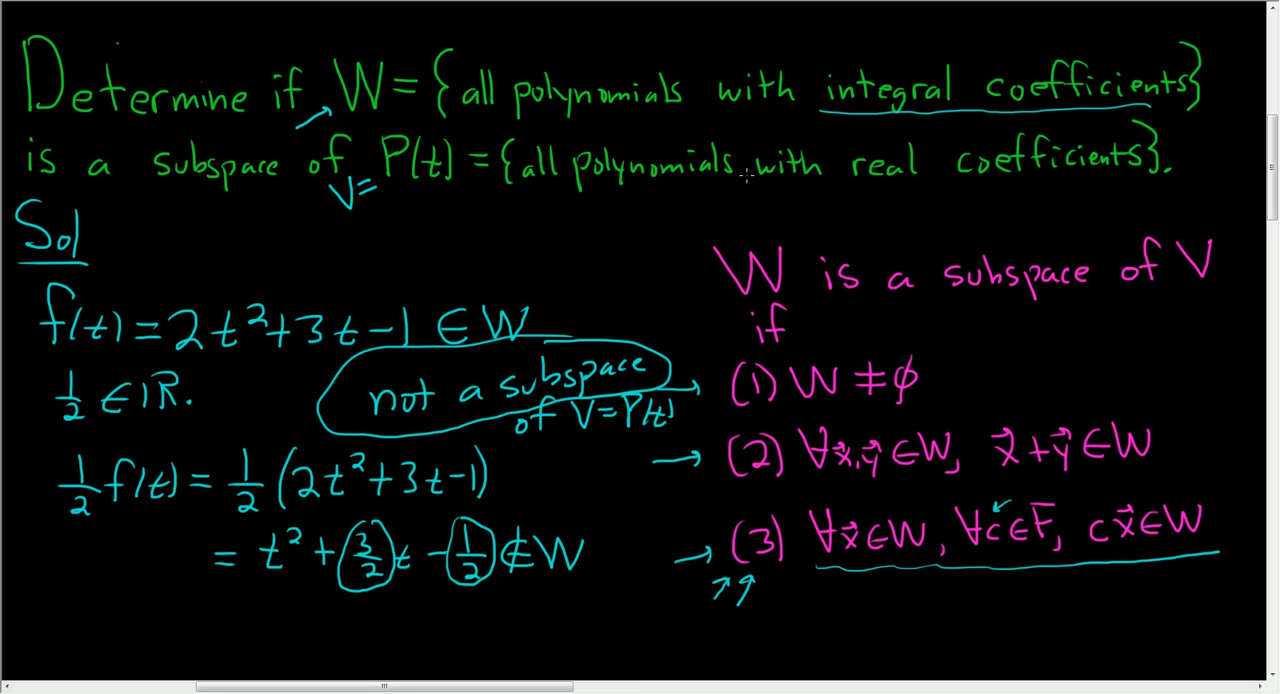 Determine if W = {all polynomials with integral coefficients}
is a subspace of P(t) = {all polynomials with real coefficients}.
V=
Sol
f(t) = 2t²+3t-1 ∈ W
½ ∈ ℝ.
not a subspace
of V=P(t)
½f(t) = ½(2t²+3t-1)
= t² + (3/2)t - ½ ∉ W
W is a subspace of V
if
(1) W ≠ ∅
(2) ∀x⃗,y⃗ ∈ W, x⃗+y⃗ ∈ W
(3) ∀x⃗ ∈ W, ∀c ∈ F, cx⃗ ∈ W